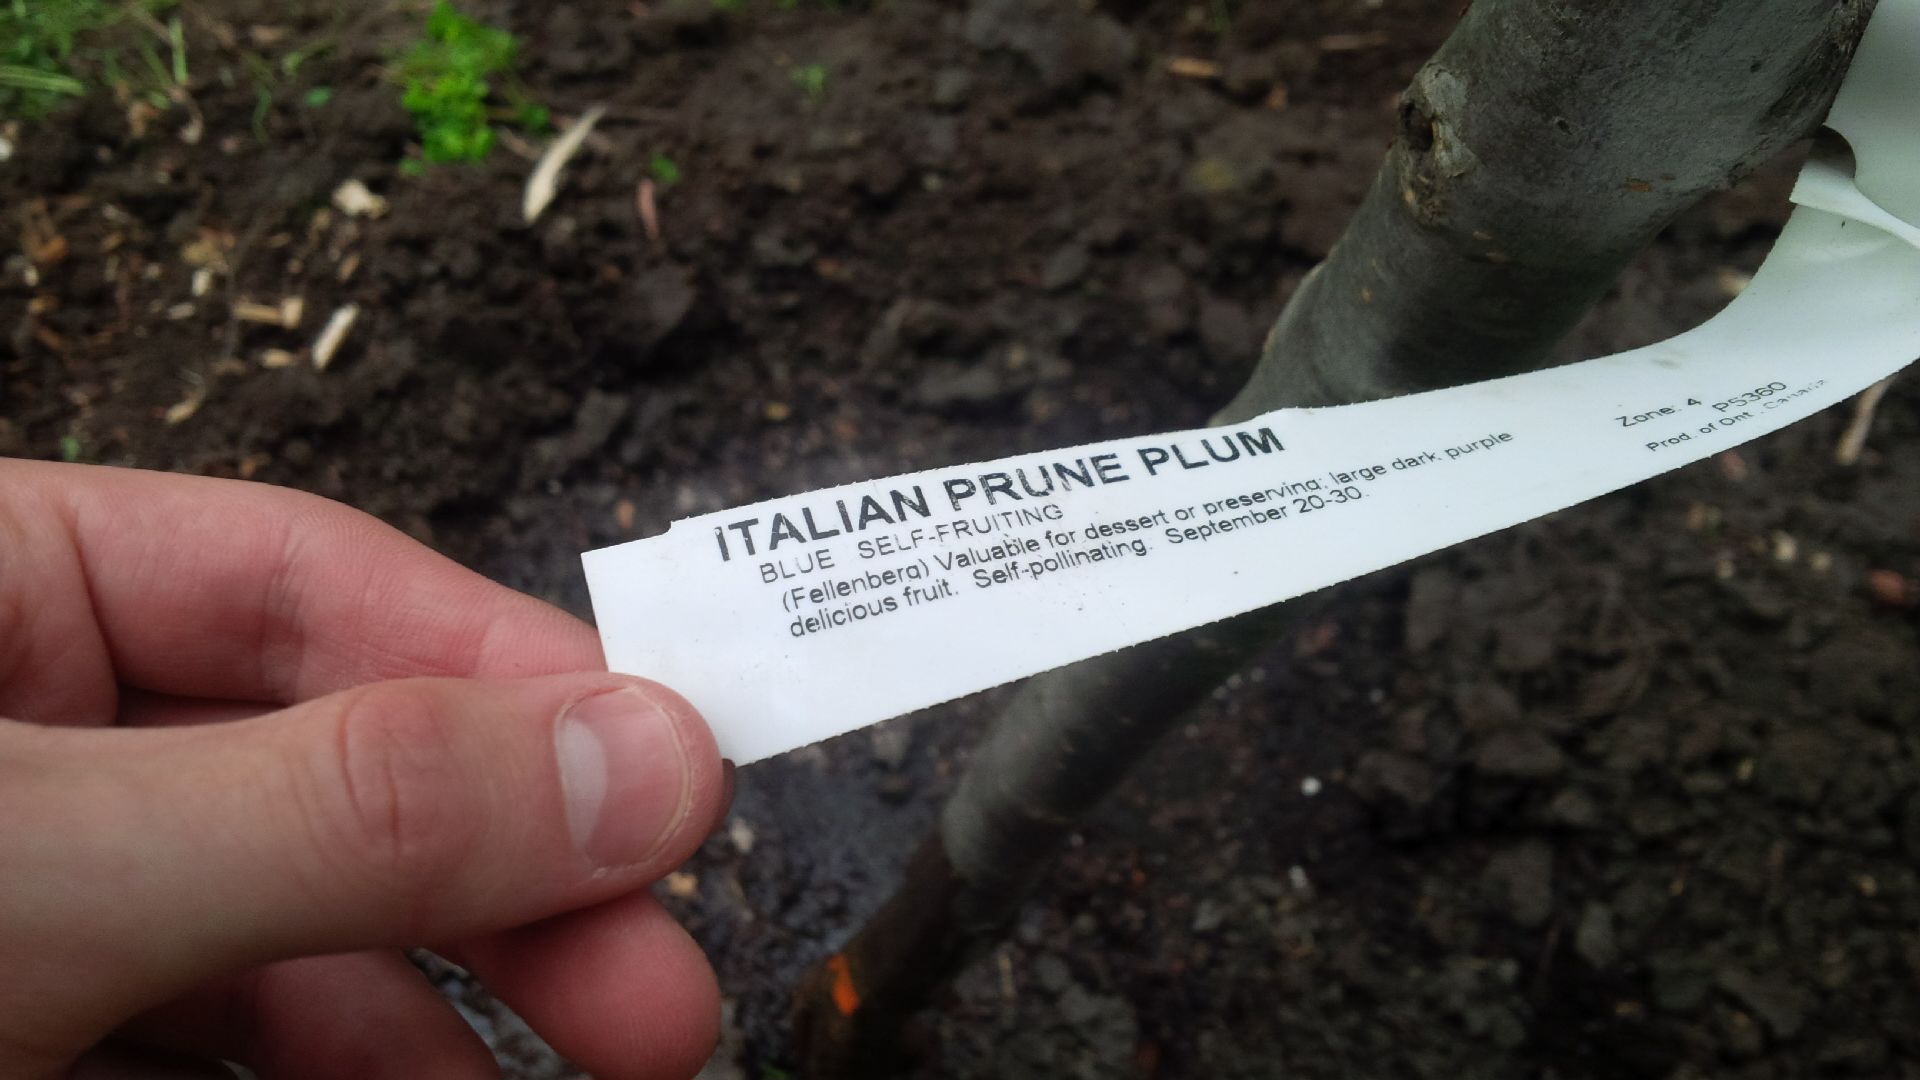 ITALIAN PRUNE PLUM
BLUE SELF-FRUITING
(Fellenberg) Valuable for dessert or preserving; large dark purple
delicious fruit. Self-pollinating. September 20-30.
Zone: 4 P5360
Prod. of Ont. Canada